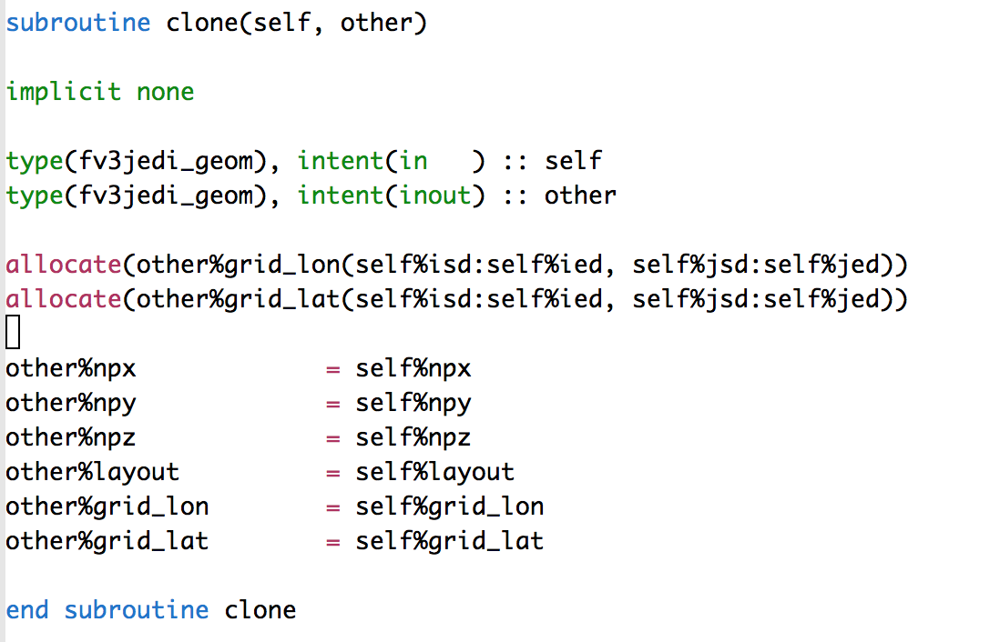 subroutine clone(self, other)
implicit none
type(fv3jedi_geom), intent(in   ) :: self
type(fv3jedi_geom), intent(inout) :: other
allocate(other%grid_lon(self%isd:self%ied, self%jsd:self%jed))
allocate(other%grid_lat(self%isd:self%ied, self%jsd:self%jed))
other%npx             = self%npx
other%npy             = self%npy
other%npz             = self%npz
other%layout          = self%layout
other%grid_lon        = self%grid_lon
other%grid_lat        = self%grid_lat
end subroutine clone